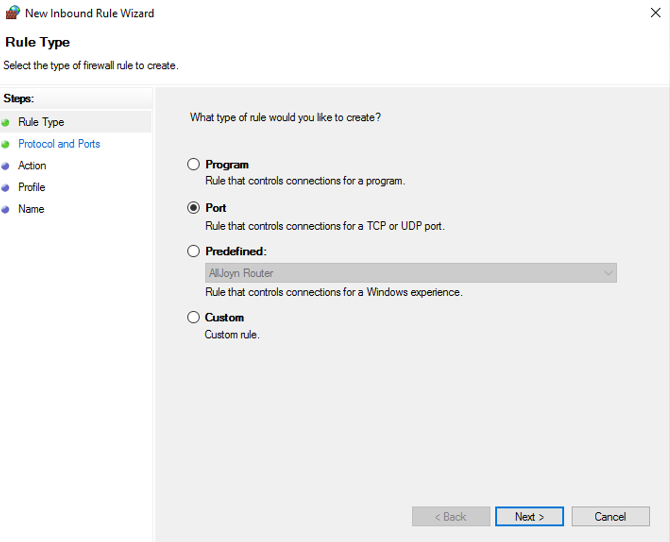 New Inbound Rule Wizard
Rule Type
Select the type of firewall rule to create.
Steps:
Rule Type
Protocol and Ports
Action
Profile
Name
What type of rule would you like to create?
Program
Rule that controls connections for a program.
Port
Rule that controls connections for a TCP or UDP port.
Predefined:
AllJoyn Router
Rule that controls connections for a Windows experience.
Custom
Custom rule.
< Back
Next >
Cancel